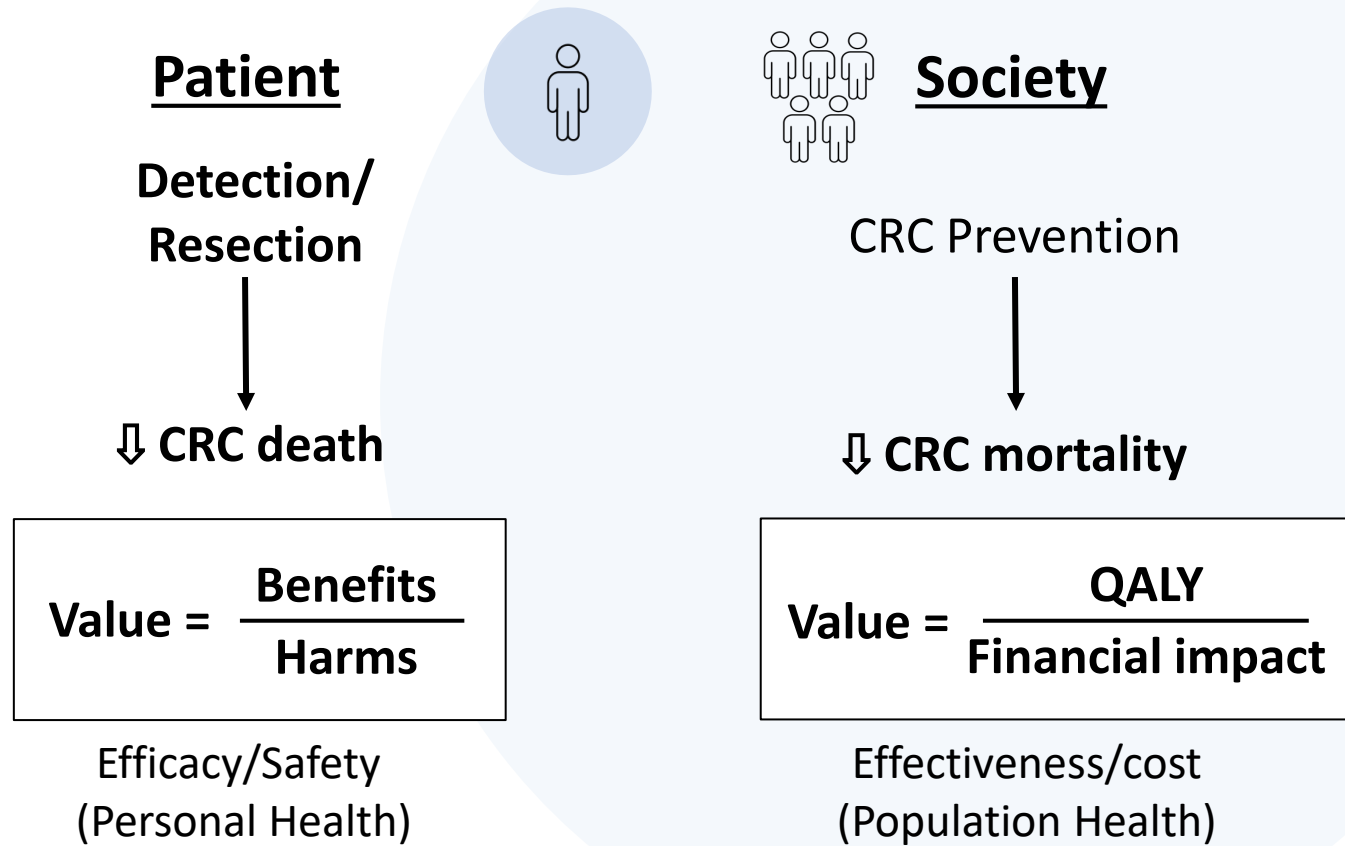 Patient
Detection/
Resection
⇩ CRC death
Value = Benefits
Harms
Efficacy/Safety
(Personal Health)
Society
CRC Prevention
⇩ CRC mortality
Value = QALY
Financial impact
Effectiveness/cost
(Population Health)